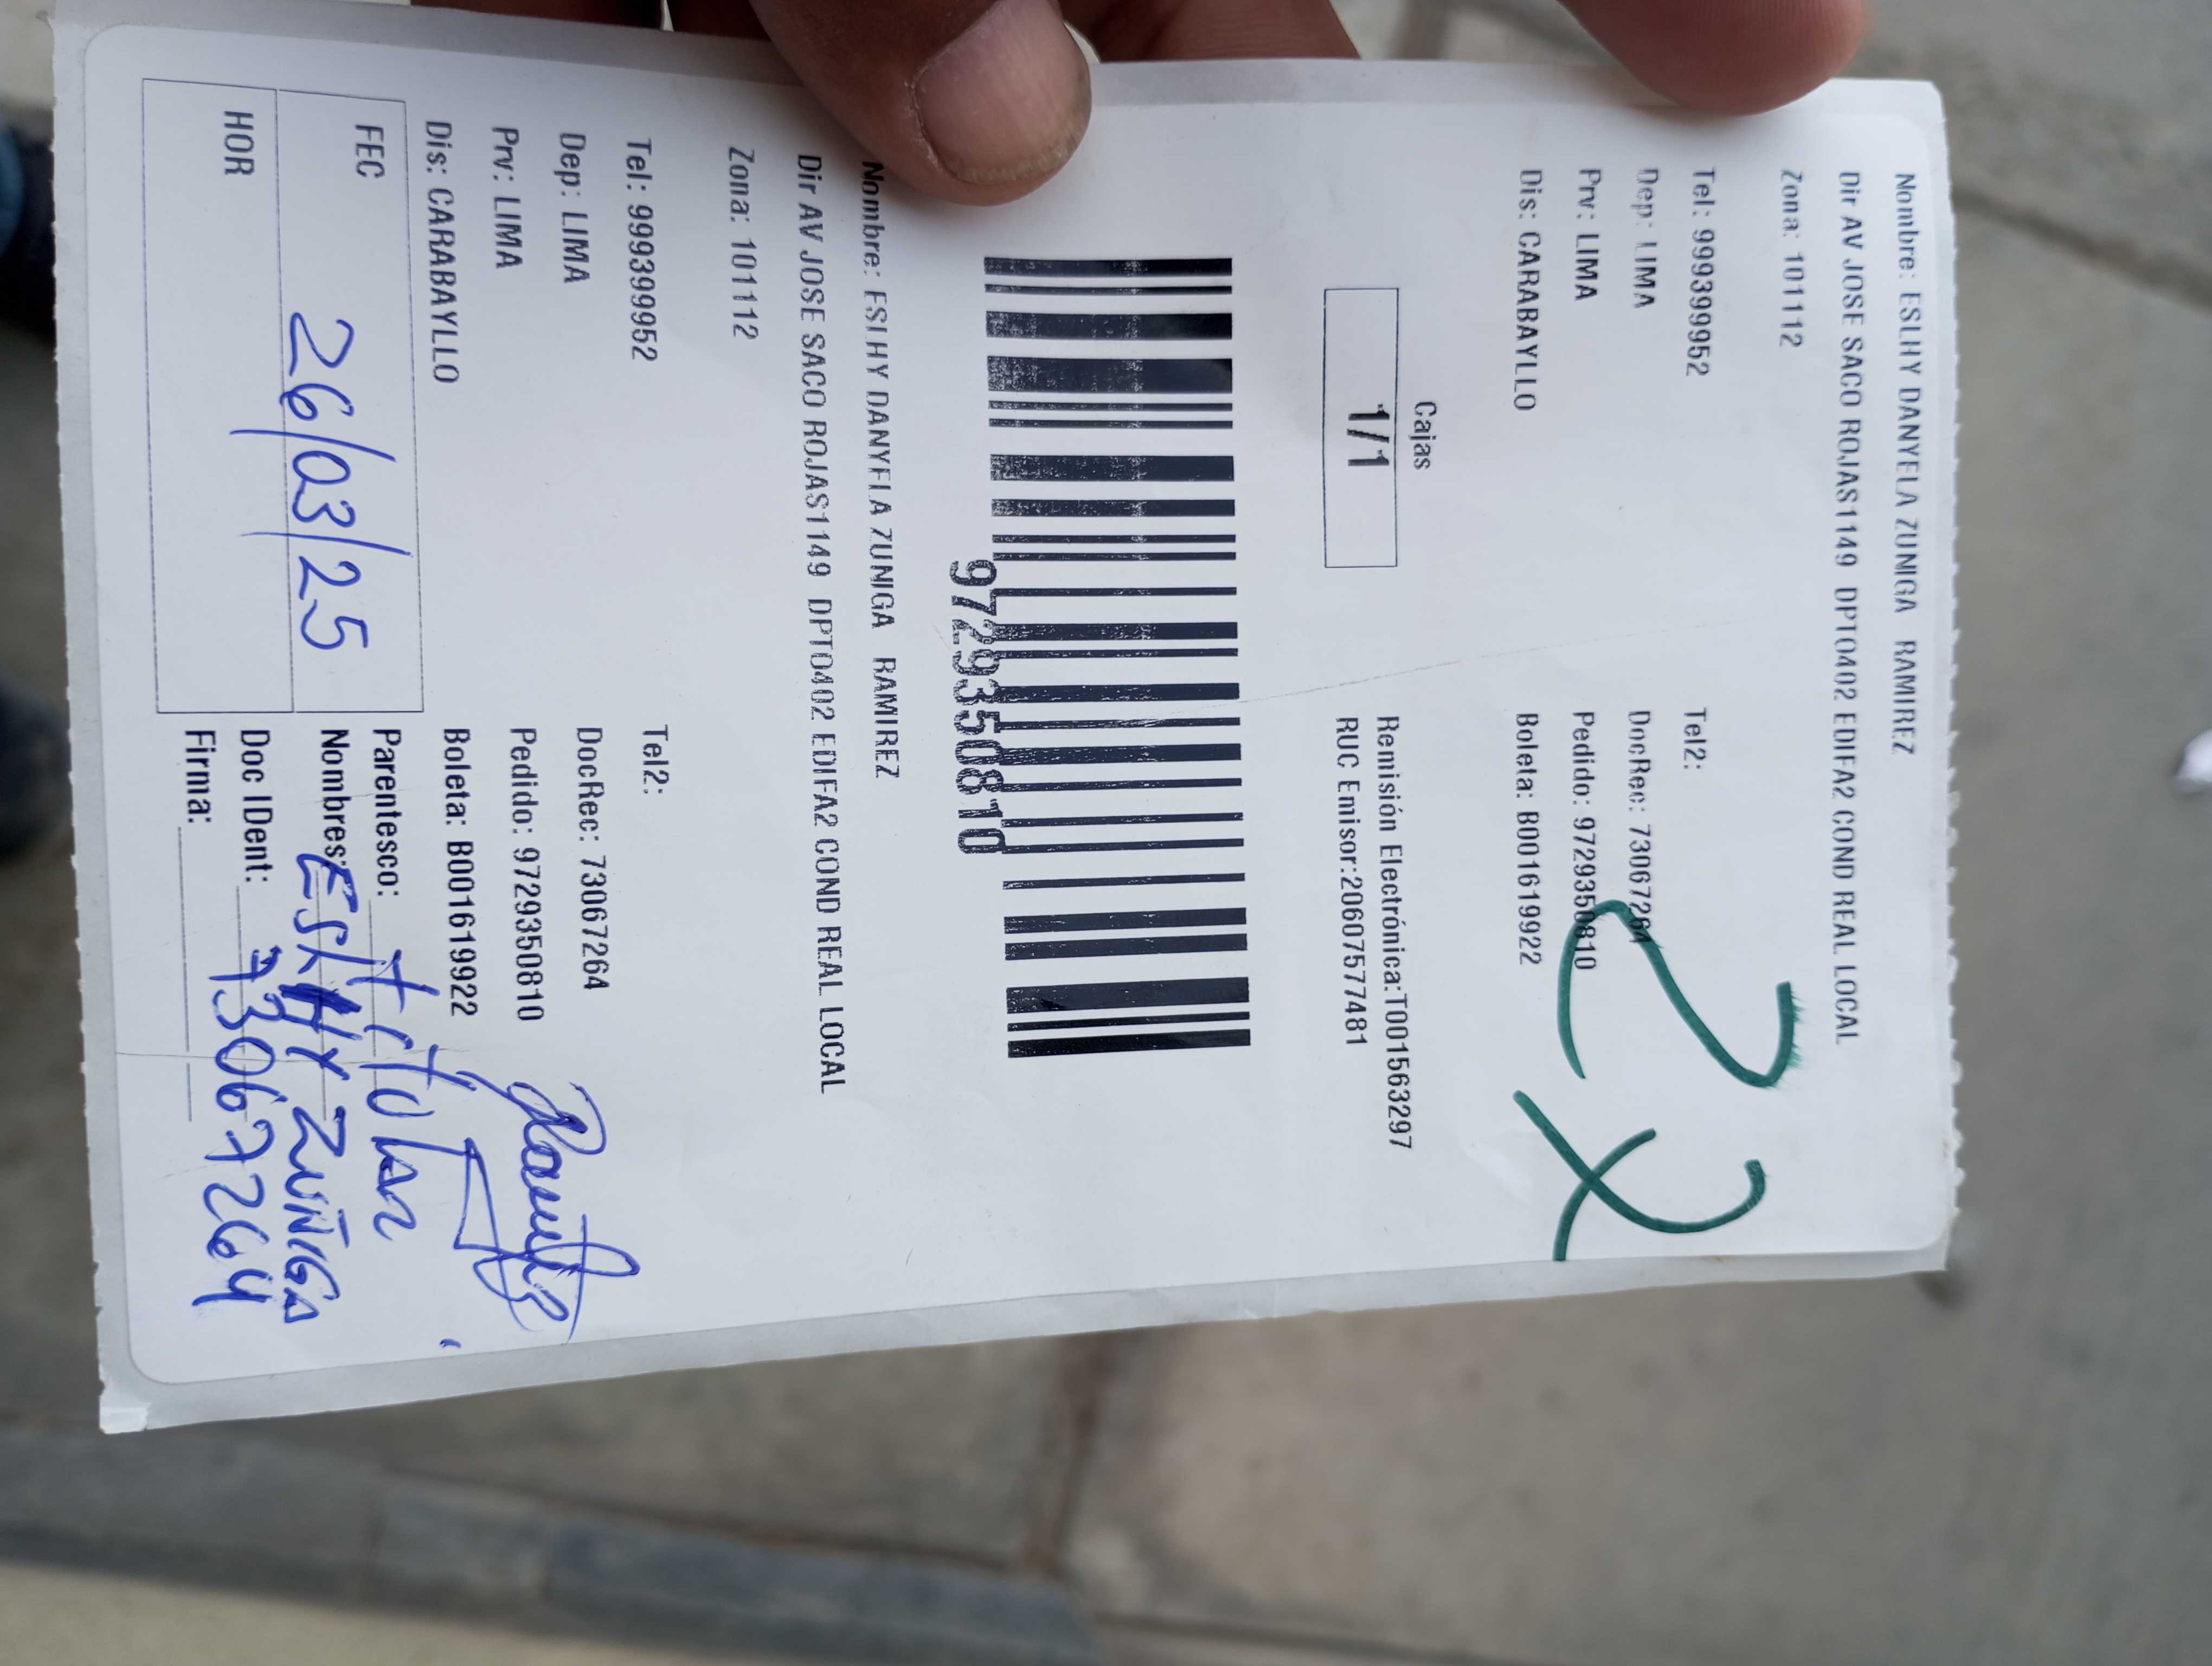 Nombre: ESLHY DANYELA ZUNIGA RAMIREZ
Dir AV JOSE SACO ROJAS1149 DPTO402 EDIFA2 COND REAL LOCAL
Zona: 101112
Tel: 999399952 Tel2:
Dep: LIMA DocRec: 73067264
Prv: LIMA Pedido: 9729350810
Dis: CARABAYLLO Boleta: B001619922
Cajas
1/1
Remisión Electrónica:T001563297
RUC Emisor:20607577481
9729350810
Nombre: ESLHY DANYELA ZUNIGA RAMIREZ
Dir AV JOSE SACO ROJAS1149 DPTO402 EDIFA2 COND REAL LOCAL
Zona: 101112
Tel: 999399952 Tel2:
Dep: LIMA DocRec: 73067264
Prv: LIMA Pedido: 9729350810
Dis: CARABAYLLO Boleta: B001619922
FEC 26/03/25
HOR
Parentesco: titular
Nombres: ESLHY ZUÑIGA
Doc IDent: 73067264
Firma: